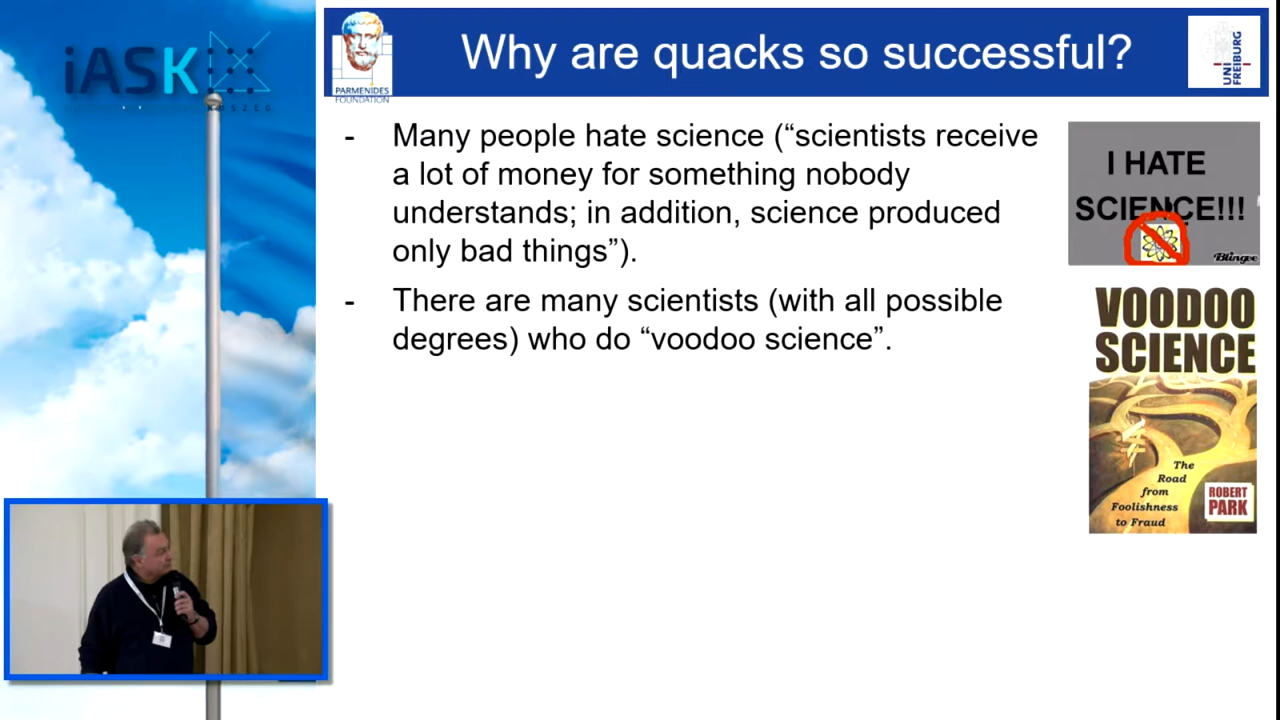 iASK
KŐSZEG
PARMENIDES
FOUNDATION
Why are quacks so successful?
UNI
FREIBURG
- Many people hate science (“scientists receive
a lot of money for something nobody
understands; in addition, science produced
only bad things”).
- There are many scientists (with all possible
degrees) who do “voodoo science”.
I HATE
SCIENCE!!!
Blingee
VOODOO
SCIENCE
The
Road
from
Foolishness
to Fraud
ROBERT
PARK